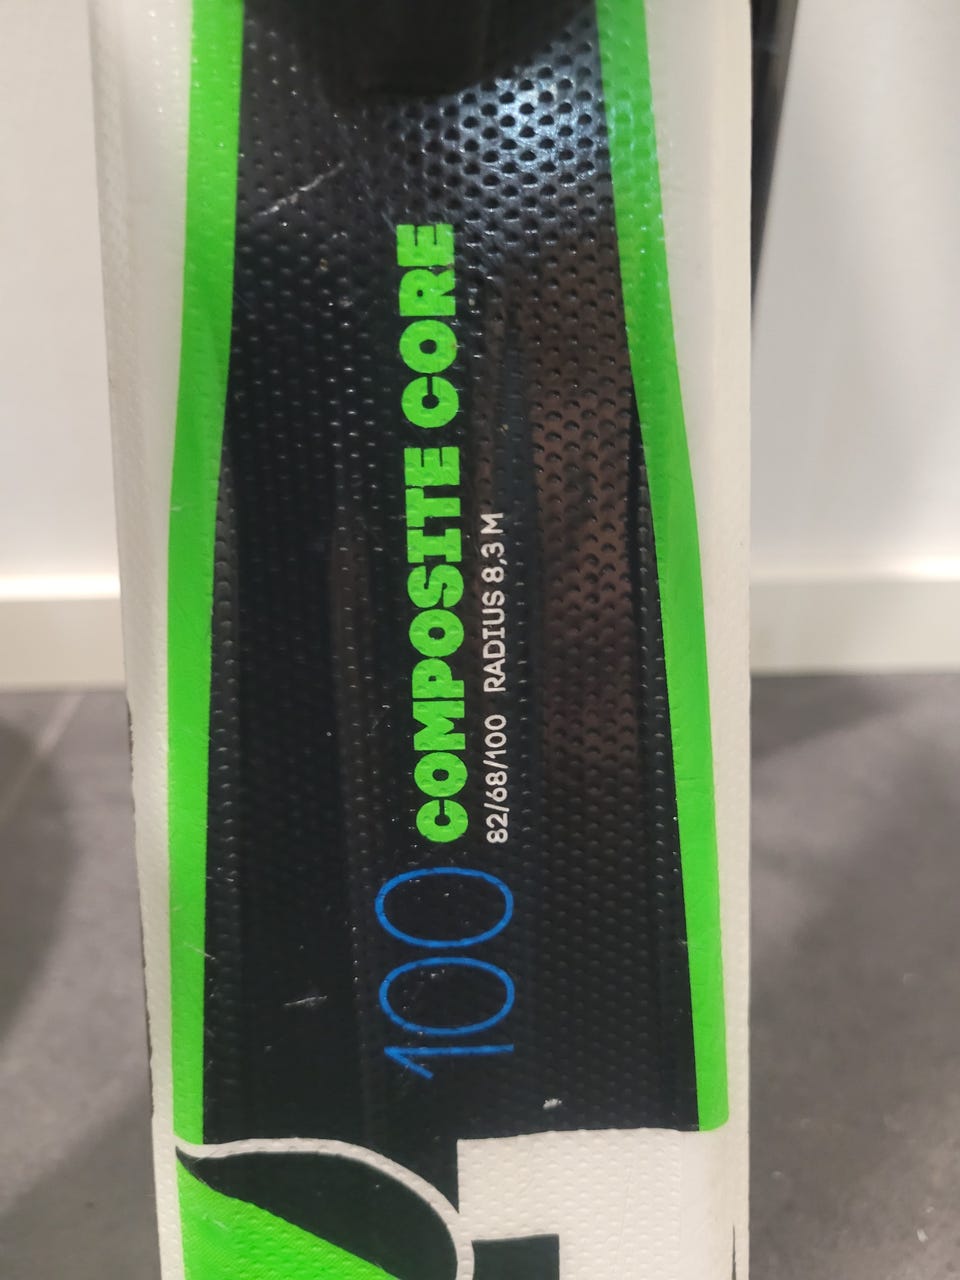 100 COMPOSITE CORE
82/68/100 RADIUS 8,3 M